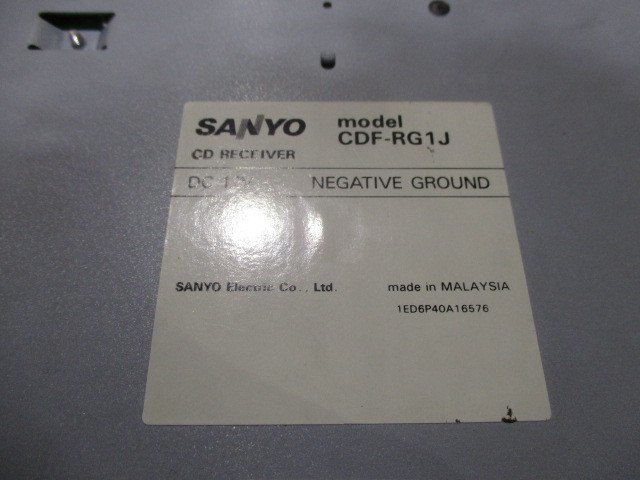 SANYO model
CD RECEIVER CDF-RG1J
DC NEGATIVE GROUND
SANYO Electric Co., Ltd. made in MALAYSIA
1ED6P40A16576